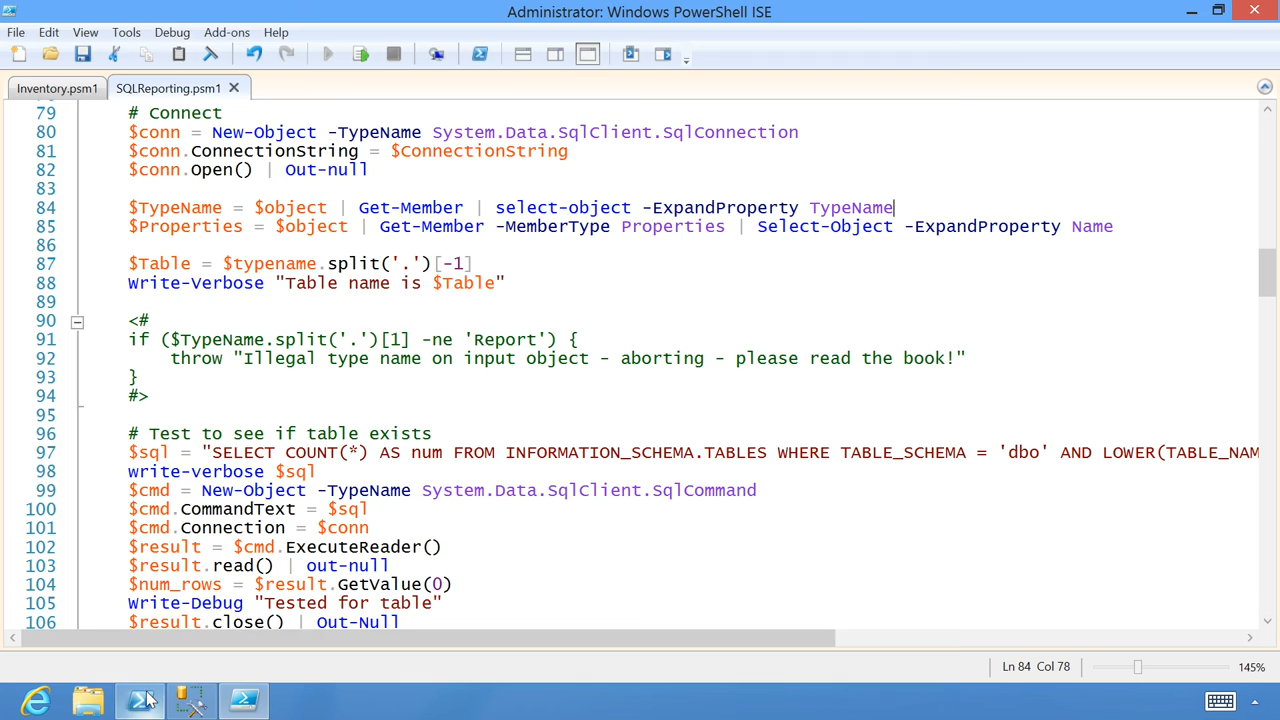 Administrator: Windows PowerShell ISE
File Edit View Tools Debug Add-ons Help
Inventory.psm1 SQLReporting.psm1
79 # Connect
80 $conn = New-Object -TypeName System.Data.SqlClient.SqlConnection
81 $conn.ConnectionString = $ConnectionString
82 $conn.Open() | Out-null
83
84 $TypeName = $object | Get-Member | select-object -ExpandProperty TypeName
85 $Properties = $object | Get-Member -MemberType Properties | Select-Object -ExpandProperty Name
86
87 $Table = $typename.split('.')[-1]
88 Write-Verbose "Table name is $Table"
89
90 <#
91 if ($TypeName.split('.')[1] -ne 'Report') {
92 throw "Illegal type name on input object - aborting - please read the book!"
93 }
94 #>
95
96 # Test to see if table exists
97 $sql = "SELECT COUNT(*) AS num FROM INFORMATION_SCHEMA.TABLES WHERE TABLE_SCHEMA = 'dbo' AND LOWER(TABLE_NAM
98 write-verbose $sql
99 $cmd = New-Object -TypeName System.Data.SqlClient.SqlCommand
100 $cmd.CommandText = $sql
101 $cmd.Connection = $conn
102 $result = $cmd.ExecuteReader()
103 $result.read() | out-null
104 $num_rows = $result.GetValue(0)
105 Write-Debug "Tested for table"
106 $result.close() | Out-Null
Ln 84 Col 78 145%